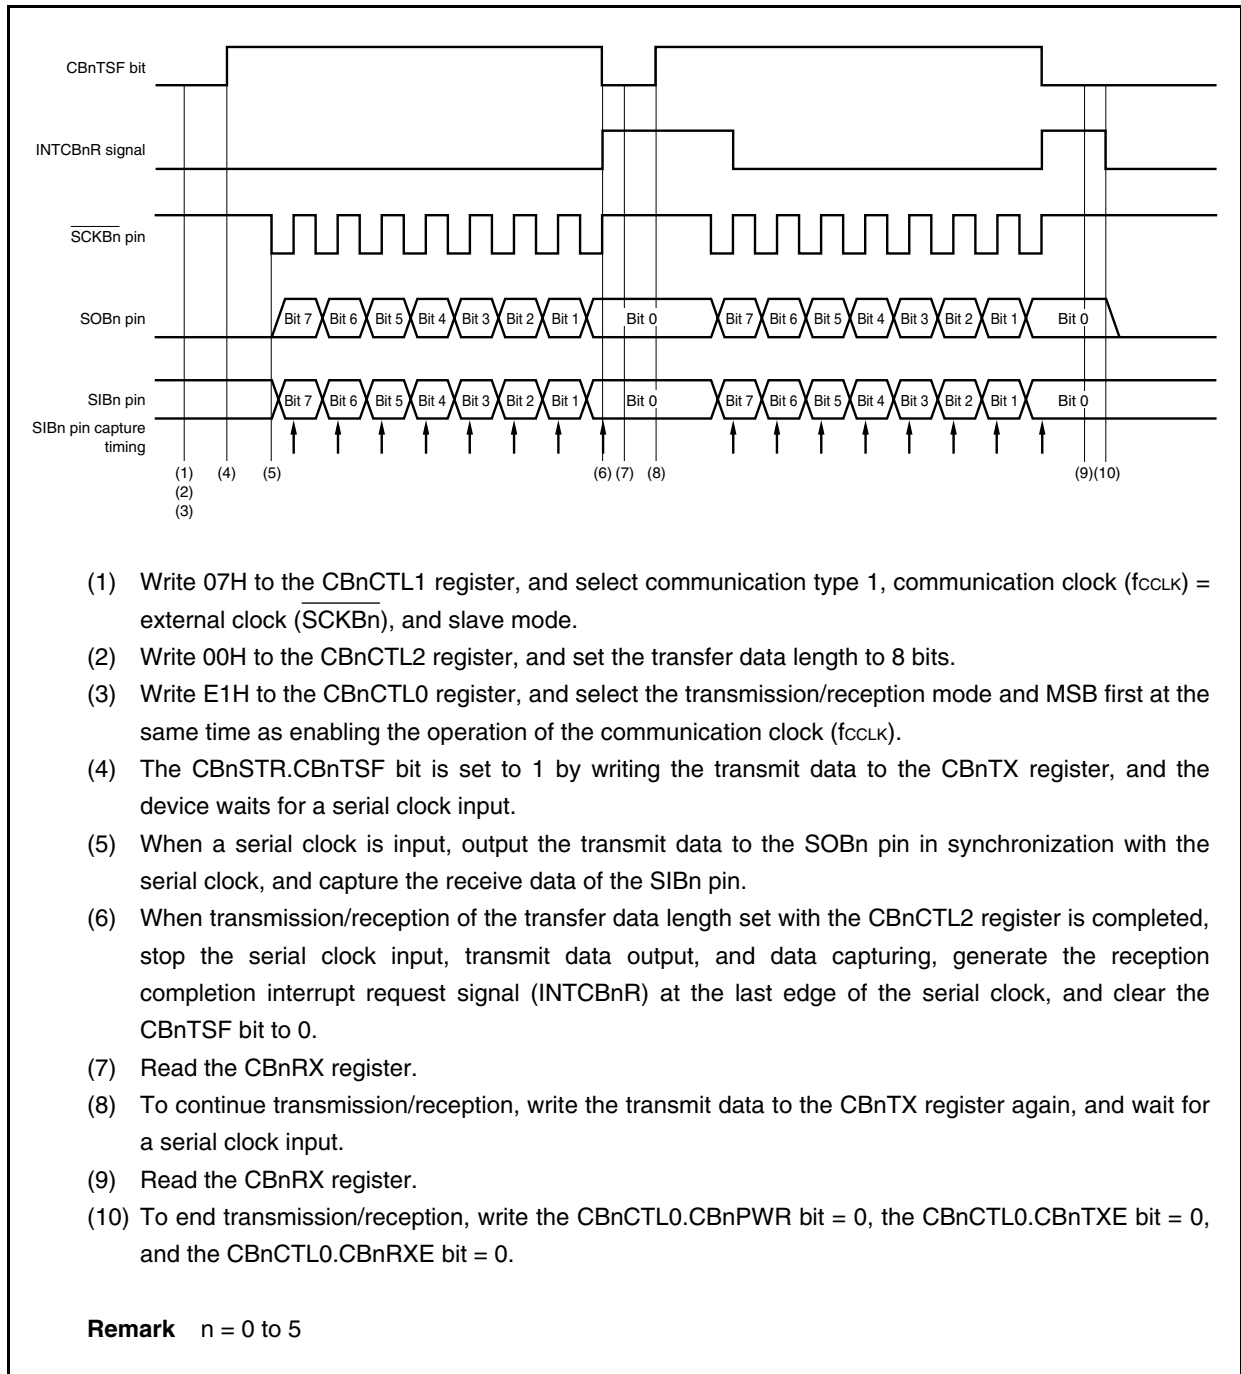 CBnTSF bit
INTCBnR signal
SCKBn pin
SOBn pin
Bit 7 Bit 6 Bit 5 Bit 4 Bit 3 Bit 2 Bit 1 Bit 0 Bit 7 Bit 6 Bit 5 Bit 4 Bit 3 Bit 2 Bit 1 Bit 0
SIBn pin
Bit 7 Bit 6 Bit 5 Bit 4 Bit 3 Bit 2 Bit 1 Bit 0 Bit 7 Bit 6 Bit 5 Bit 4 Bit 3 Bit 2 Bit 1 Bit 0
SIBn pin capture
timing
(1) (4) (5) (6) (7) (8) (9) (10)
(2)
(3)
(1) Write 07H to the CBnCTL1 register, and select communication type 1, communication clock (fCCLK) =
external clock (SCKBn), and slave mode.
(2) Write 00H to the CBnCTL2 register, and set the transfer data length to 8 bits.
(3) Write E1H to the CBnCTL0 register, and select the transmission/reception mode and MSB first at the
same time as enabling the operation of the communication clock (fCCLK).
(4) The CBnSTR.CBnTSF bit is set to 1 by writing the transmit data to the CBnTX register, and the
device waits for a serial clock input.
(5) When a serial clock is input, output the transmit data to the SOBn pin in synchronization with the
serial clock, and capture the receive data of the SIBn pin.
(6) When transmission/reception of the transfer data length set with the CBnCTL2 register is completed,
stop the serial clock input, transmit data output, and data capturing, generate the reception
completion interrupt request signal (INTCBnR) at the last edge of the serial clock, and clear the
CBnTSF bit to 0.
(7) Read the CBnRX register.
(8) To continue transmission/reception, write the transmit data to the CBnTX register again, and wait for
a serial clock input.
(9) Read the CBnRX register.
(10) To end transmission/reception, write the CBnCTL0.CBnPWR bit = 0, the CBnCTL0.CBnTXE bit = 0,
and the CBnCTL0.CBnRXE bit = 0.
Remark n = 0 to 5